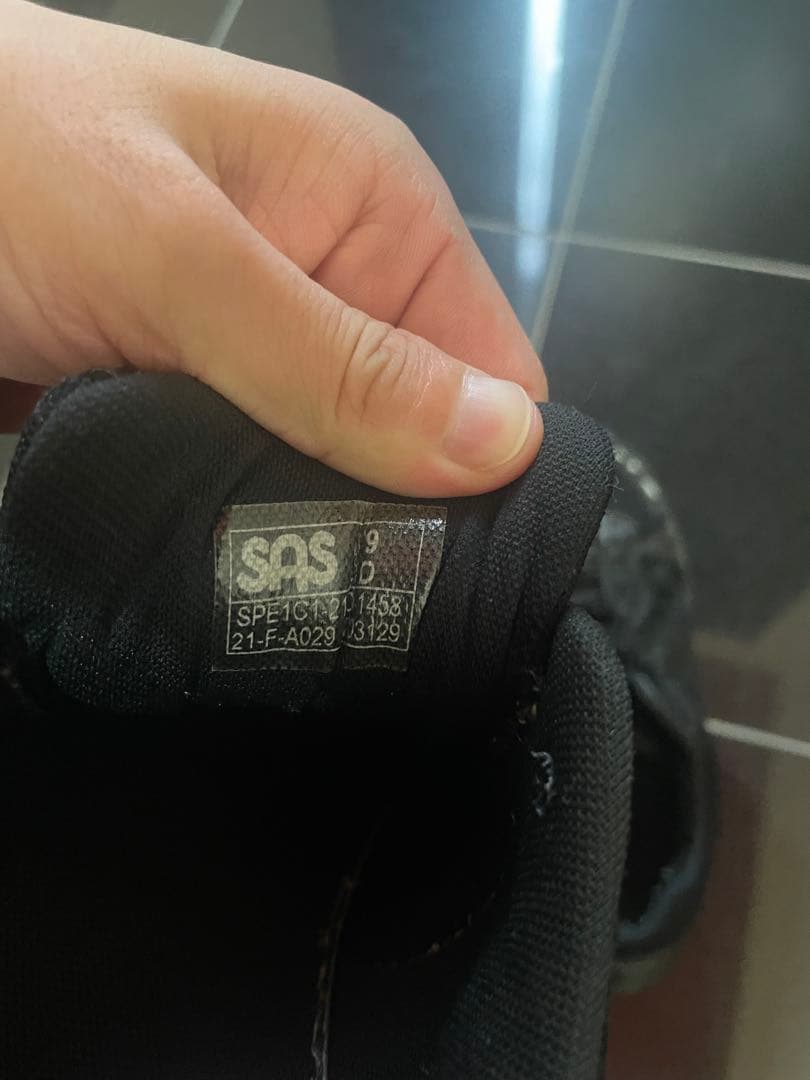 SAS 9
D
SPE1C1-21 1458
21-F-A029 3129